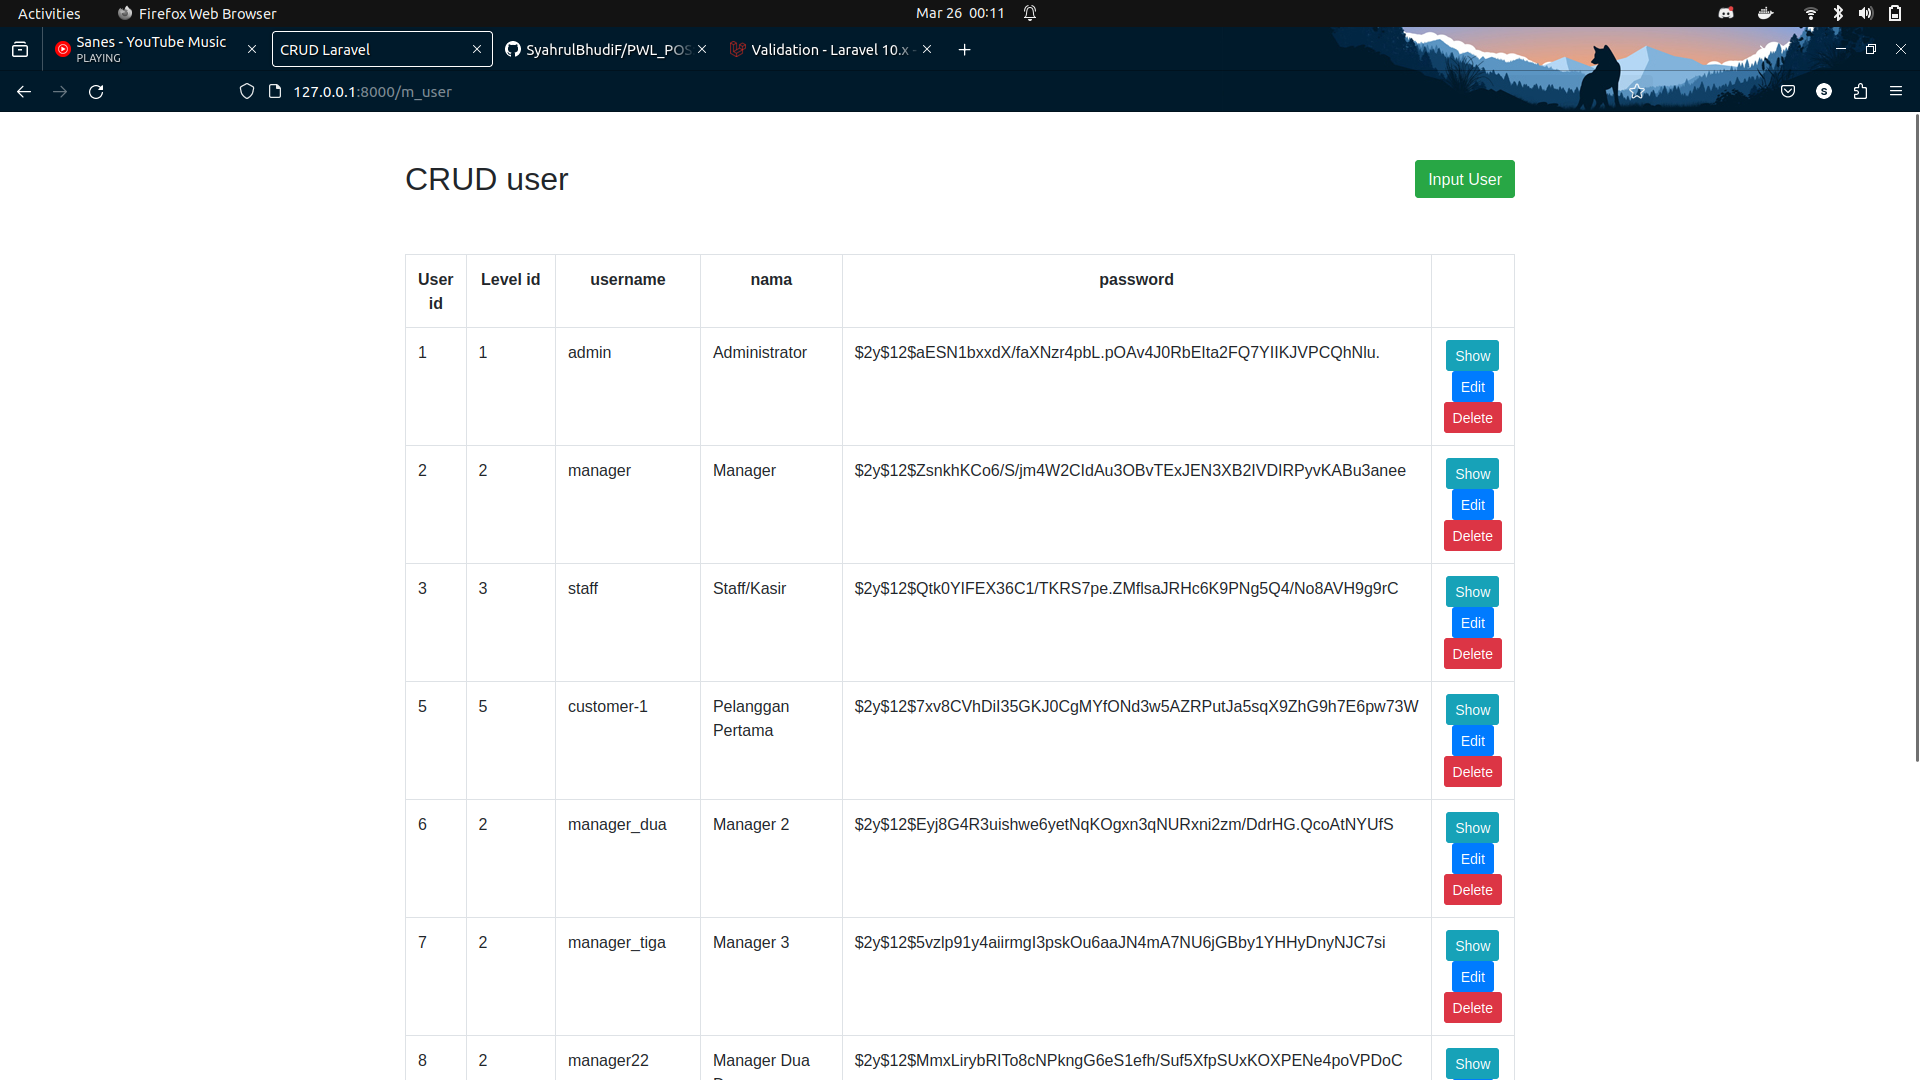 Activities
Firefox Web Browser
Mar 26 00:11
Sanes - YouTube Music
PLAYING
CRUD Laravel
SyahrulBhudiF/PWL_POS
Validation - Laravel 10.x -
127.0.0.1:8000/m_user
S
CRUD user
Input User
User id
Level id
username
nama
password
1
1
admin
Administrator
$2y$12$aESN1bxxdX/faXNzr4pbL.pOAv4J0RbEIta2FQ7YIIKJVPCQhNlu.
Show
Edit
Delete
2
2
manager
Manager
$2y$12$ZsnkhKCo6/S/jm4W2CIdAu3OBvTExJEN3XB2IVDIRPyvKABu3anee
Show
Edit
Delete
3
3
staff
Staff/Kasir
$2y$12$Qtk0YIFEX36C1/TKRS7pe.ZMflsaJRHc6K9PNg5Q4/No8AVH9g9rC
Show
Edit
Delete
5
5
customer-1
Pelanggan
Pertama
$2y$12$7xv8CVhDiI35GKJ0CgMYfONd3w5AZRPutJa5sqX9ZhG9h7E6pw73W
Show
Edit
Delete
6
2
manager_dua
Manager 2
$2y$12$Eyj8G4R3uishwe6yetNqKOgxn3qNURxni2zm/DdrHG.QcoAtNYUfS
Show
Edit
Delete
7
2
manager_tiga
Manager 3
$2y$12$5vzlp91y4aiirmgI3pskOu6aaJN4mA7NU6jGBby1YHHyDnyNJC7si
Show
Edit
Delete
8
2
manager22
Manager Dua
$2y$12$MmxLirybRITo8cNPkngG6eS1efh/Suf5XfpSUxKOXPENe4poVPDoC
Show